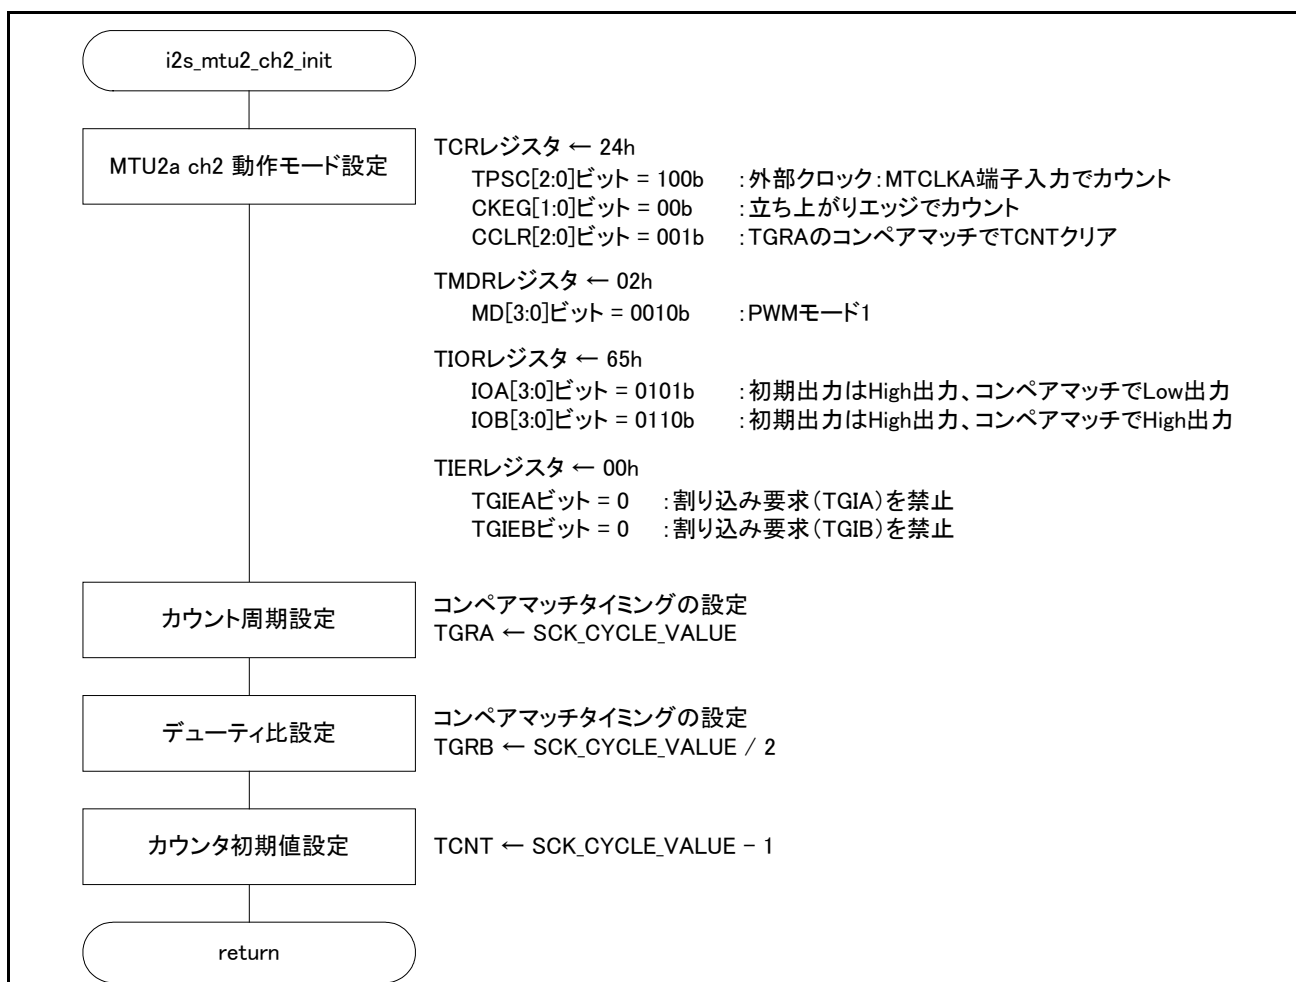 i2s_mtu2_ch2_init
MTU2a ch2 動作モード設定
TCRレジスタ ← 24h
TPSC[2:0]ビット = 100b :外部クロック:MTCLKA端子入力でカウント
CKEG[1:0]ビット = 00b :立ち上がりエッジでカウント
CCLR[2:0]ビット = 001b :TGRAのコンペアマッチでTCNTクリア
TMDRレジスタ ← 02h
MD[3:0]ビット = 0010b :PWMモード1
TIORレジスタ ← 65h
IOA[3:0]ビット = 0101b :初期出力はHigh出力、コンペアマッチでLow出力
IOB[3:0]ビット = 0110b :初期出力はHigh出力、コンペアマッチでHigh出力
TIERレジスタ ← 00h
TGIEAビット = 0 :割り込み要求(TGIA)を禁止
TGIEBビット = 0 :割り込み要求(TGIB)を禁止
カウント周期設定
コンペアマッチタイミングの設定
TGRA ← SCK_CYCLE_VALUE
デューティ比設定
コンペアマッチタイミングの設定
TGRB ← SCK_CYCLE_VALUE / 2
カウンタ初期値設定
TCNT ← SCK_CYCLE_VALUE - 1
return